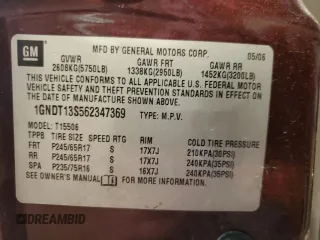 GM
MFD BY GENERAL MOTORS CORP. 05/06
GVWR GAWR FRT GAWR RR
2608KG(5750LB) 1338KG(2950LB) 1452KG(3200LB)
THIS VEHICLE CONFORMS TO ALL APPLICABLE U.S. FEDERAL MOTOR
VEHICLE SAFETY AND THEFT PREVENTION STANDARDS IN EFFECT ON
THE DATE OF MANUFACTURE SHOWN ABOVE.
1GNDT13S562347369 TYPE: M.P.V.
MODEL: T15506
TPPB TIRE SIZE SPEED RTG RIM COLD TIRE PRESSURE
FRT P245/65R17 S 17X7J 210KPA(30PSI)
RR P245/65R17 S 17X7J 240KPA(35PSI)
SPA P235/75R16 S 16X7J 240KPA(35PSI)
SEE OWNER'S MANUAL FOR ADDITIONAL INFORMATION.
DREAMBID